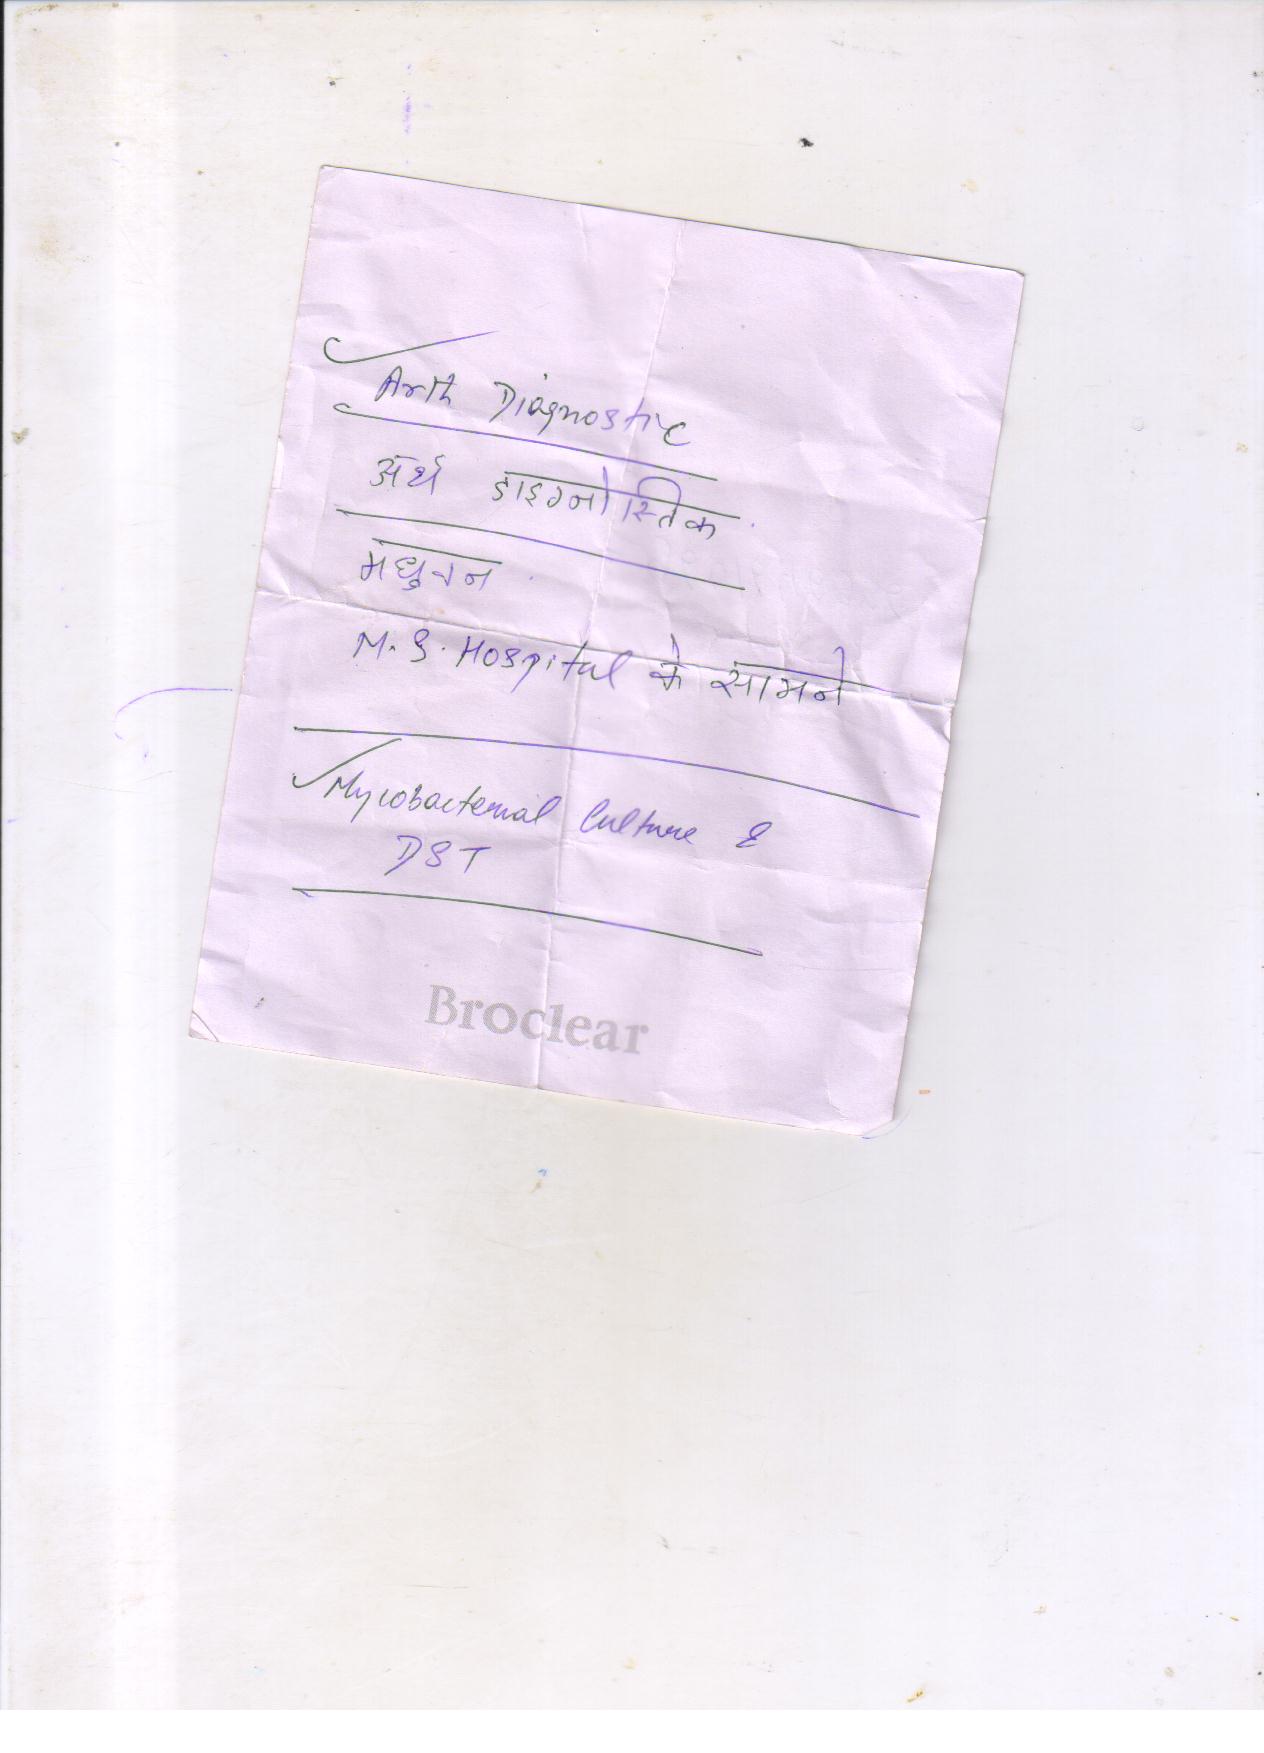 Arth Diagnostic
अर्थ डाइग्नोस्तिक
मधुवन
M. S. Hospital के सामने
Mycobacterial Culture &
DST
Broclear